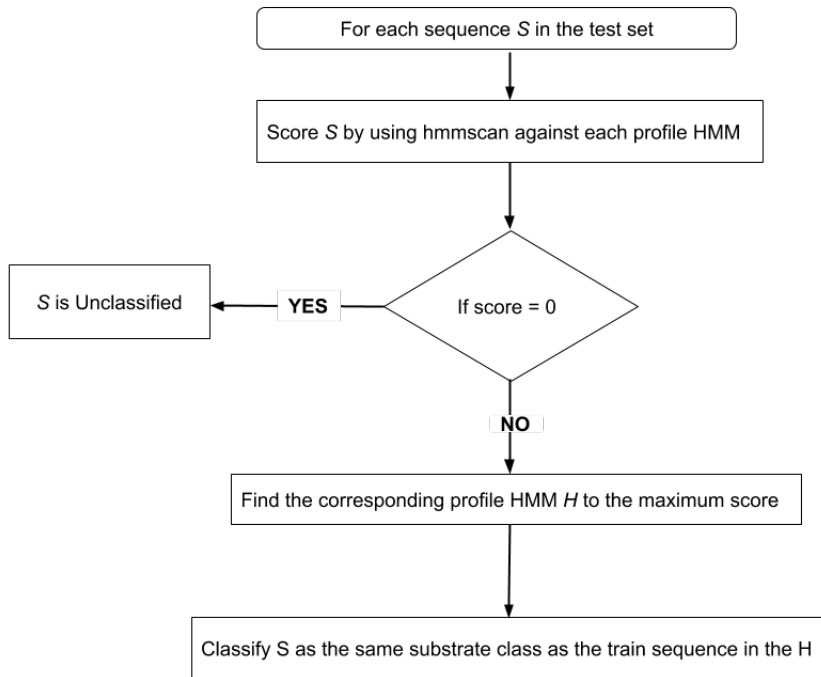 For each sequence S in the test set
Score S by using hmmscan against each profile HMM
If score = 0
YES
S is Unclassified
NO
Find the corresponding profile HMM H to the maximum score
Classify S as the same substrate class as the train sequence in the H